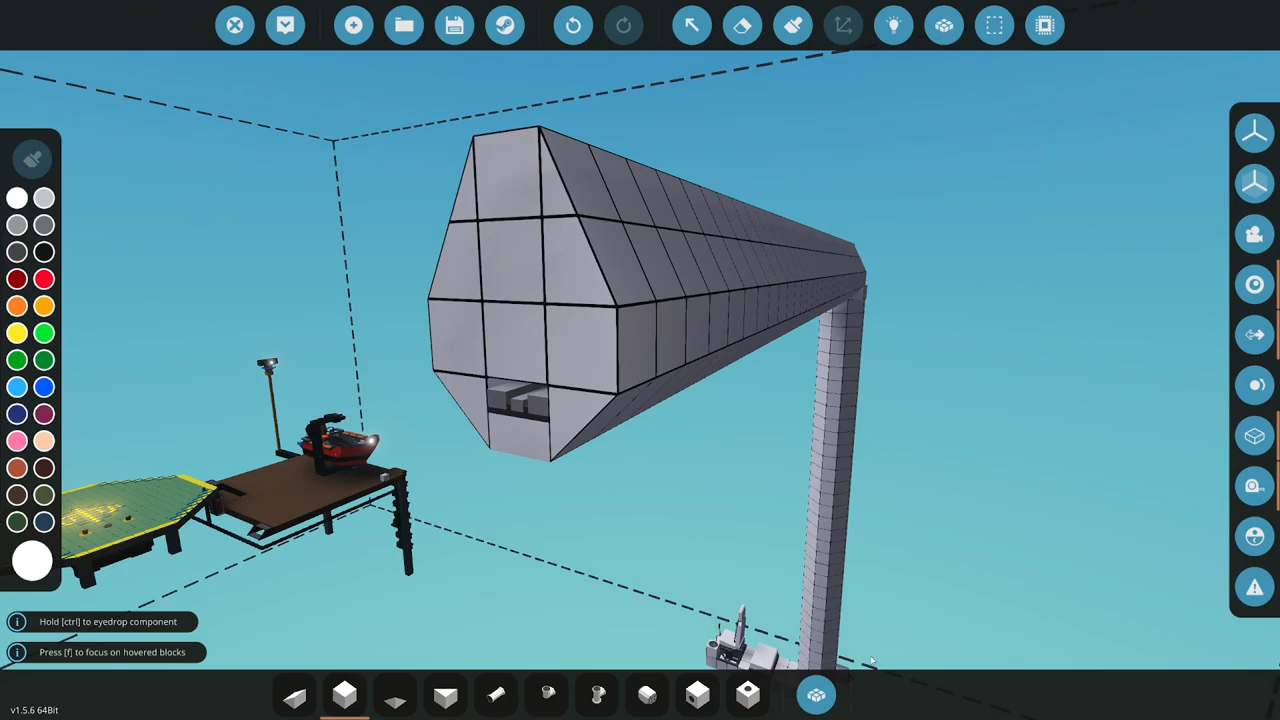 Hold [ctrl] to eyedrop component
Press [f] to focus on hovered blocks
v1.5.6 64Bit